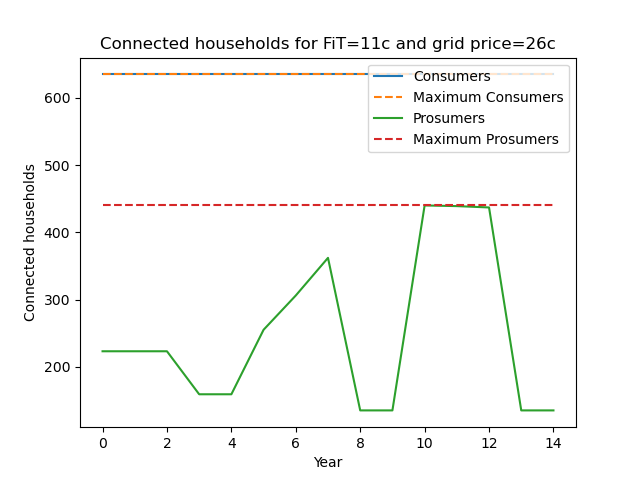 Connected households for FiT=11c and grid price=26c
Consumers
Maximum Consumers
Prosumers
Maximum Prosumers
Connected households
600
500
400
300
200
0 2 4 6 8 10 12 14
Year